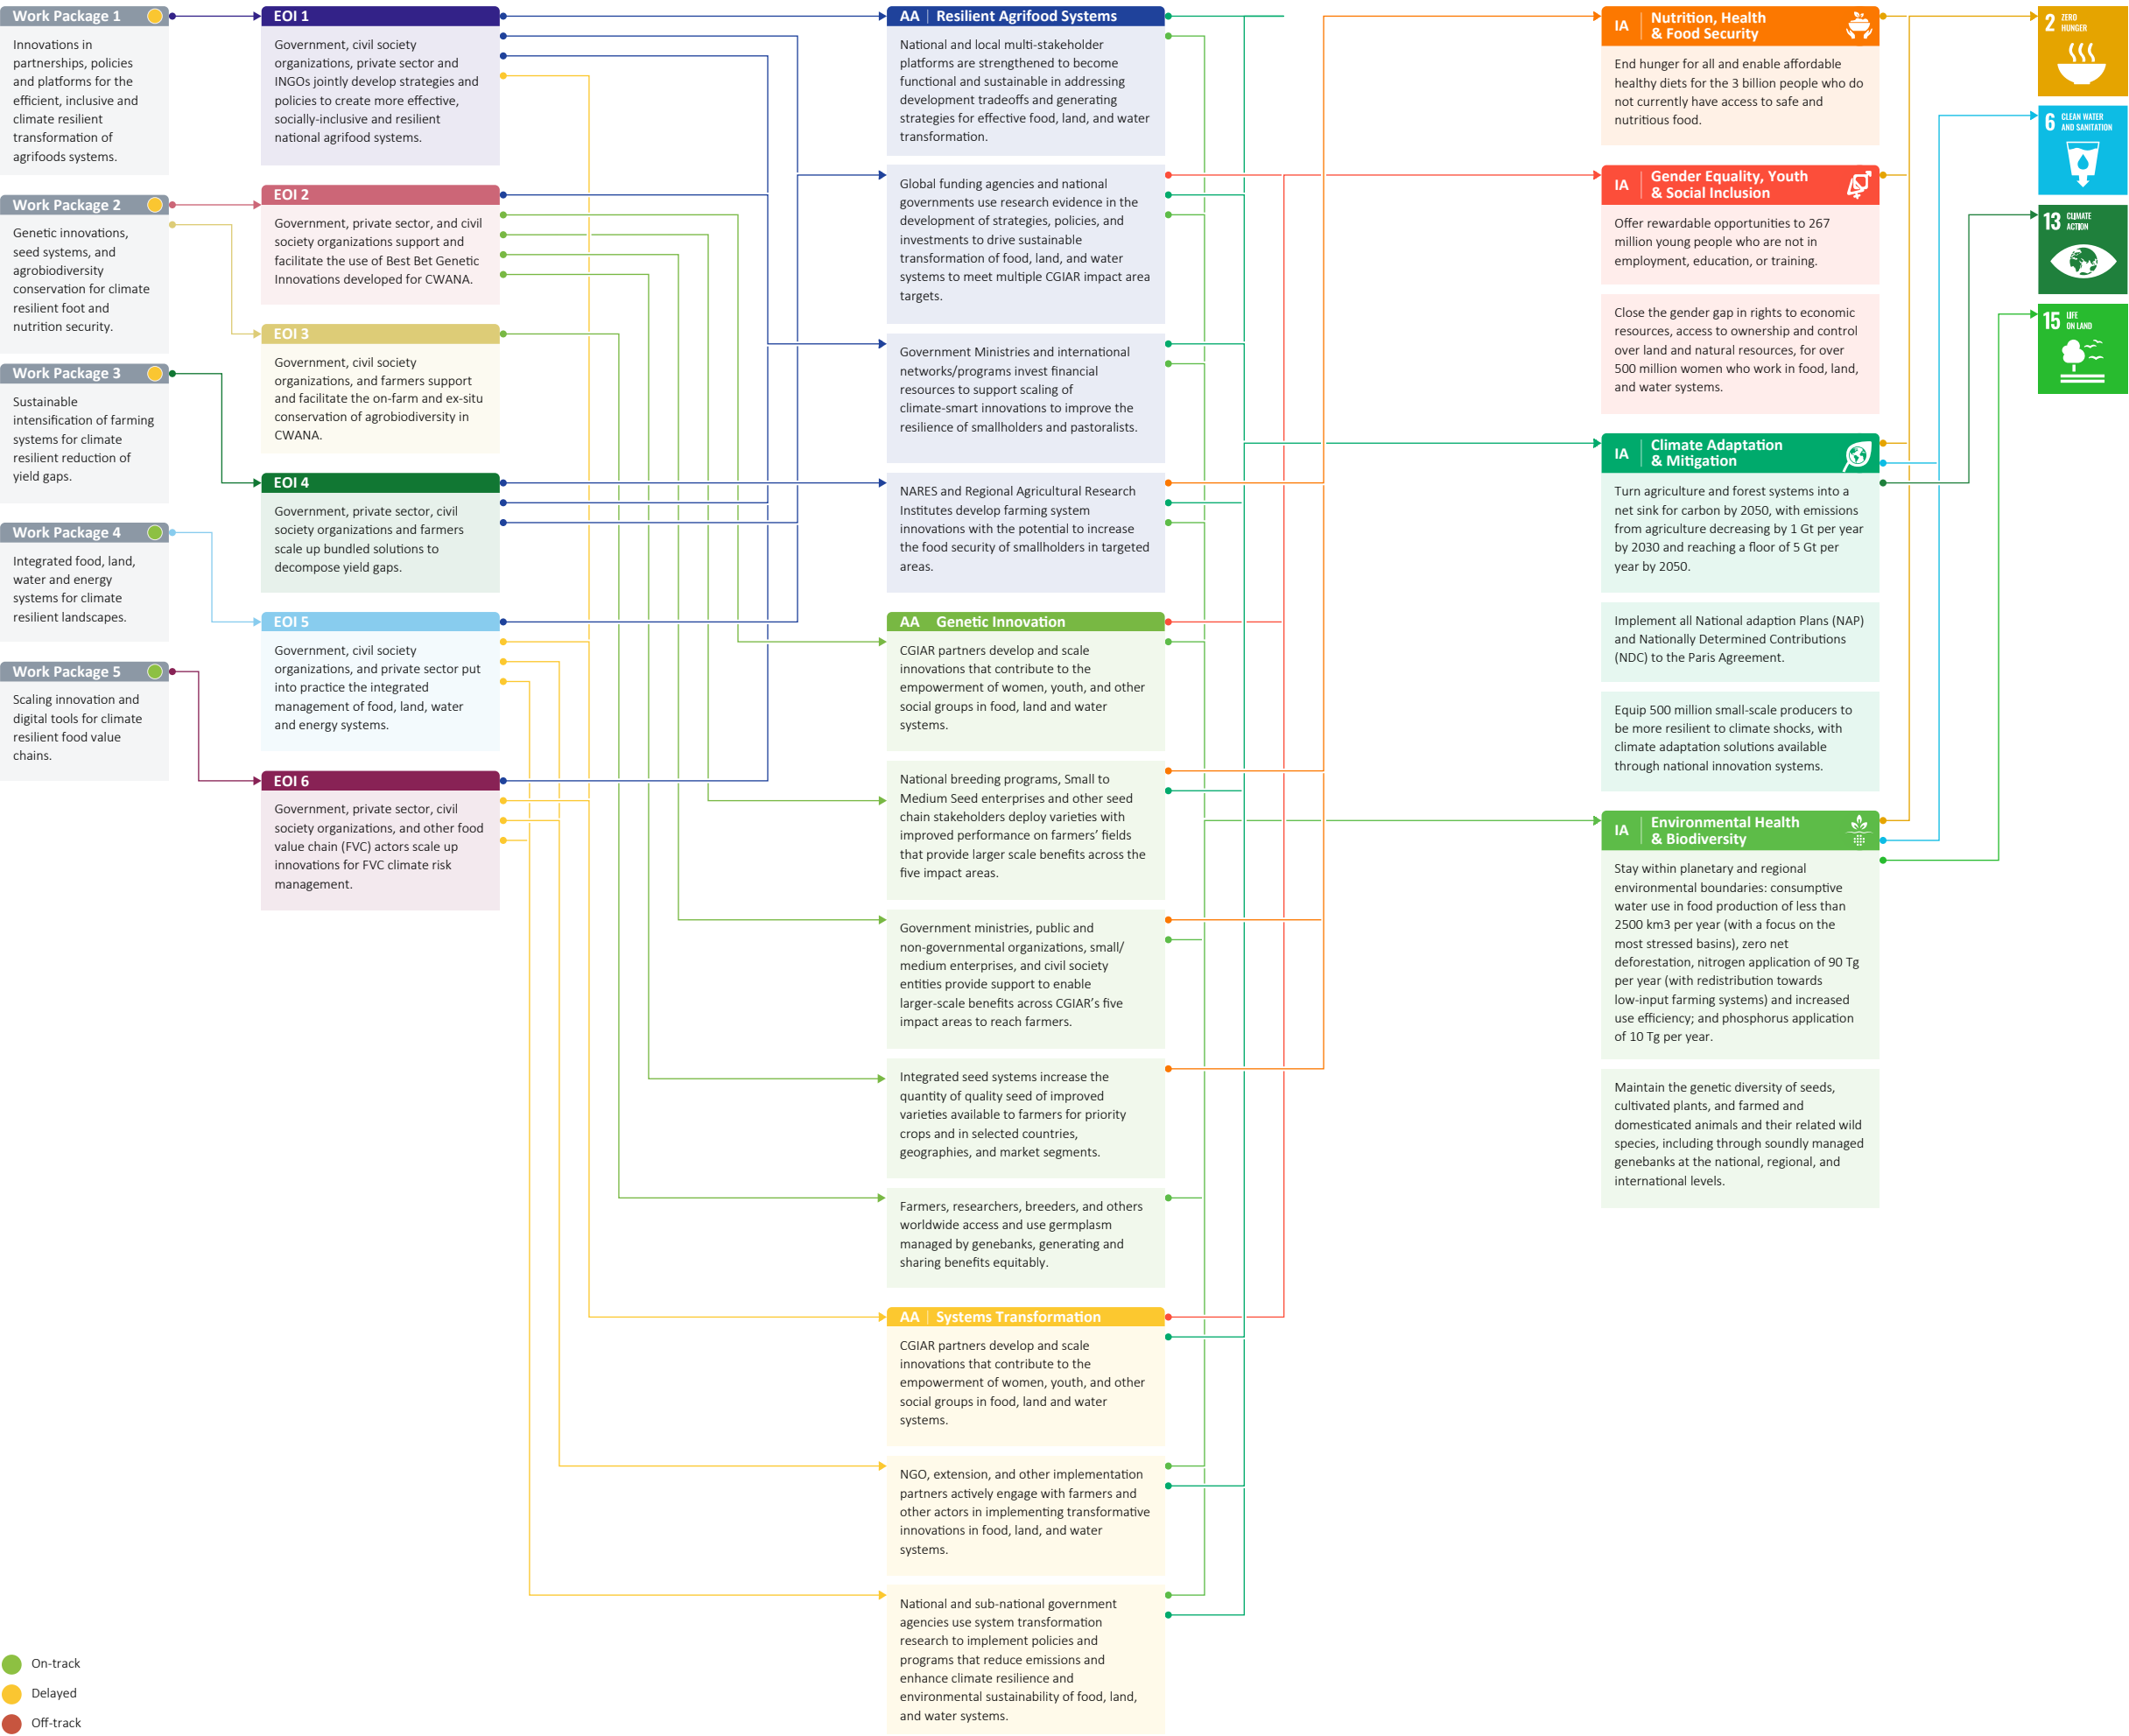 Work Package 1
Innovations in
partnerships, policies
and platforms for the
efficient, inclusive and
climate resilient
transformation of
agrifoods systems.
Work Package 2
Genetic innovations,
seed systems, and
agrobiodiversity
conservation for climate
resilient foot and
nutrition security.
Work Package 3
Sustainable
intensification of farming
systems for climate
resilient reduction of
yield gaps.
Work Package 4
Integrated food, land,
water and energy
systems for climate
resilient landscapes.
Work Package 5
Scaling innovation and
digital tools for climate
resilient food value
chains.
EOI 1
Government, civil society
organizations, private sector and
INGOs jointly develop strategies and
policies to create more effective,
socially-inclusive and resilient
national agrifood systems.
EOI 2
Government, private sector, and civil
society organizations support and
facilitate the use of Best Bet Genetic
Innovations developed for CWANA.
EOI 3
Government, civil society
organizations, and farmers support
and facilitate the on-farm and ex-situ
conservation of agrobiodiversity in
CWANA.
EOI 4
Government, private sector, civil
society organizations and farmers
scale up bundled solutions to
decompose yield gaps.
EOI 5
Government, civil society
organizations, and private sector put
into practice the integrated
management of food, land, water
and energy systems.
EOI 6
Government, private sector, civil
society organizations, and other food
value chain (FVC) actors scale up
innovations for FVC climate risk
management.
AA | Resilient Agrifood Systems
National and local multi-stakeholder
platforms are strengthened to become
functional and sustainable in addressing
development tradeoffs and generating
strategies for effective food, land, and water
transformation.
Global funding agencies and national
governments use research evidence in the
development of strategies, policies, and
investments to drive sustainable
transformation of food, land, and water
systems to meet multiple CGIAR impact area
targets.
Government Ministries and international
networks/programs invest financial
resources to support scaling of
climate-smart innovations to improve the
resilience of smallholders and pastoralists.
NARES and Regional Agricultural Research
Institutes develop farming system
innovations with the potential to increase
the food security of smallholders in targeted
areas.
AA Genetic Innovation
CGIAR partners develop and scale
innovations that contribute to the
empowerment of women, youth, and other
social groups in food, land and water
systems.
National breeding programs, Small to
Medium Seed enterprises and other seed
chain stakeholders deploy varieties with
improved performance on farmers' fields
that provide larger scale benefits across the
five impact areas.
Government ministries, public and
non-governmental organizations, small/
medium enterprises, and civil society
entities provide support to enable
larger-scale benefits across CGIAR's five
impact areas to reach farmers.
Integrated seed systems increase the
quantity of quality seed of improved
varieties available to farmers for priority
crops and in selected countries,
geographies, and market segments.
Farmers, researchers, breeders, and others
worldwide access and use germplasm
managed by genebanks, generating and
sharing benefits equitably.
AA | Systems Transformation
CGIAR partners develop and scale
innovations that contribute to the
empowerment of women, youth, and other
social groups in food, land and water
systems.
NGO, extension, and other implementation
partners actively engage with farmers and
other actors in implementing transformative
innovations in food, land, and water
systems.
National and sub-national government
agencies use system transformation
research to implement policies and
programs that reduce emissions and
enhance climate resilience and
environmental sustainability of food, land,
and water systems.
IA | Nutrition, Health
& Food Security
End hunger for all and enable affordable
healthy diets for the 3 billion people who do
not currently have access to safe and
nutritious food.
IA | Gender Equality, Youth
& Social Inclusion
Offer rewardable opportunities to 267
million young people who are not in
employment, education, or training.
Close the gender gap in rights to economic
resources, access to ownership and control
over land and natural resources, for over
500 million women who work in food, land,
and water systems.
IA | Climate Adaptation
& Mitigation
Turn agriculture and forest systems into a
net sink for carbon by 2050, with emissions
from agriculture decreasing by 1 Gt per year
by 2030 and reaching a floor of 5 Gt per
year by 2050.
Implement all National adaption Plans (NAP)
and Nationally Determined Contributions
(NDC) to the Paris Agreement.
Equip 500 million small-scale producers to
be more resilient to climate shocks, with
climate adaptation solutions available
through national innovation systems.
IA | Environmental Health
& Biodiversity
Stay within planetary and regional
environmental boundaries: consumptive
water use in food production of less than
2500 km3 per year (with a focus on the
most stressed basins), zero net
deforestation, nitrogen application of 90 Tg
per year (with redistribution towards
low-input farming systems) and increased
use efficiency; and phosphorus application
of 10 Tg per year.
Maintain the genetic diversity of seeds,
cultivated plants, and farmed and
domesticated animals and their related wild
species, including through soundly managed
genebanks at the national, regional, and
international levels.
2 ZERO
HUNGER
6 CLEAN WATER
AND SANITATION
13 CLIMATE
ACTION
15 LIFE
ON LAND
On-track
Delayed
Off-track